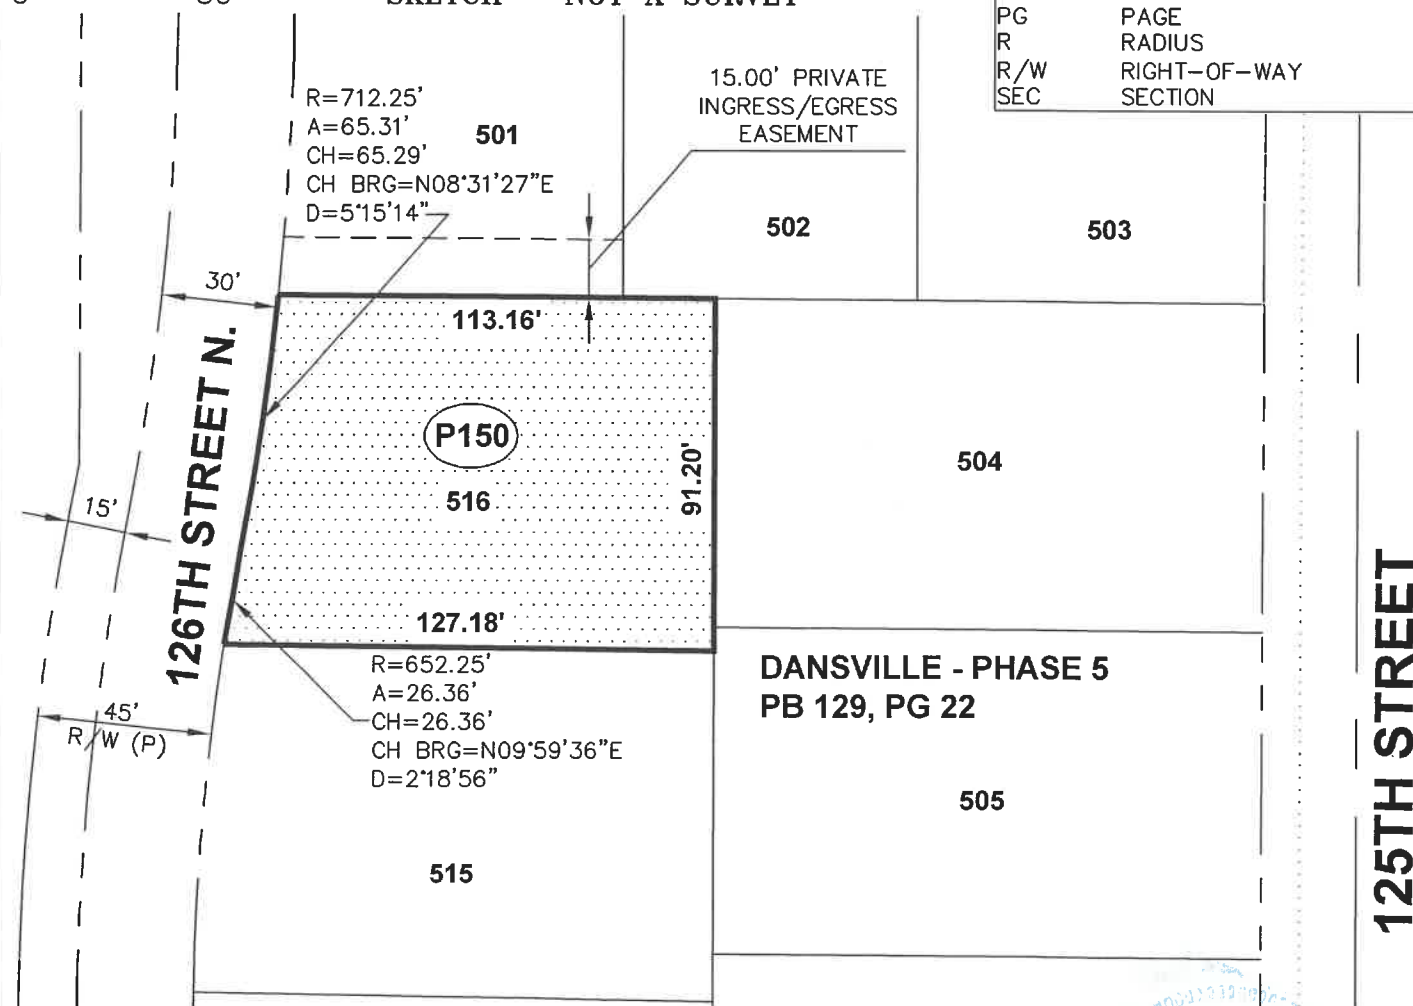 PG PAGE
R RADIUS
R/W RIGHT-OF-WAY
SEC SECTION
R=712.25'
A=65.31'
CH=65.29'
CH BRG=N08°31'27"E
D=5°15'14"
501
15.00' PRIVATE
INGRESS/EGRESS
EASEMENT
502
503
30'
113.16'
126TH STREET N.
P150
516
91.20'
504
15'
127.18'
R=652.25'
A=26.36'
CH=26.36'
CH BRG=N09°59'36"E
D=2°18'56"
45'
R/W (P)
DANSVILLE - PHASE 5
PB 129, PG 22
505
515
125TH STREET